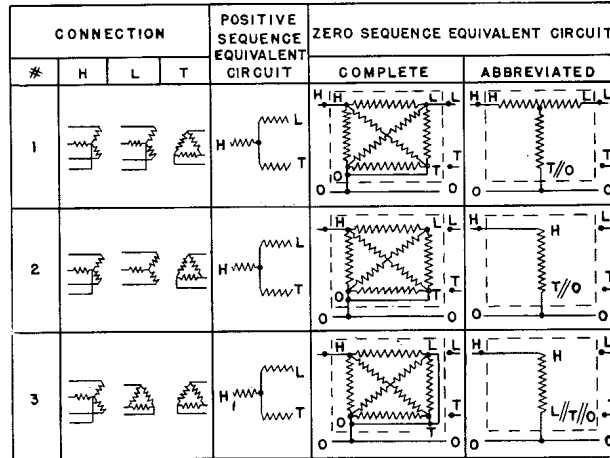 CONNECTION
POSITIVE SEQUENCE EQUIVALENT CIRCUIT
ZERO SEQUENCE EQUIVALENT CIRCUIT
# H L T
COMPLETE
ABBREVIATED
1
H
L
T
H H L L
T T
O
O
H H L L
T
T//O
O O
2
H
L
T
H L
T
O
O
H L
H
T
T//O
O O
3
H
L
T
H L
T
O
T
O
H L
H
T
L//T//O
O O